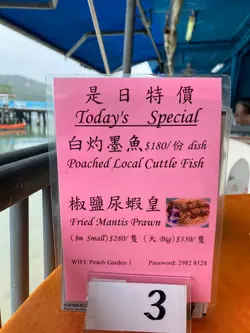 是日特價
Today's Special
白灼墨魚$180/份 dish
Poached Local Cuttle Fish
椒鹽尿蝦皇
Fried Mantis Prawn
(細 Small)$280/隻 (大 Big)$350/隻
WIFI: Peach Garden 1 Password: 2982 8128
3